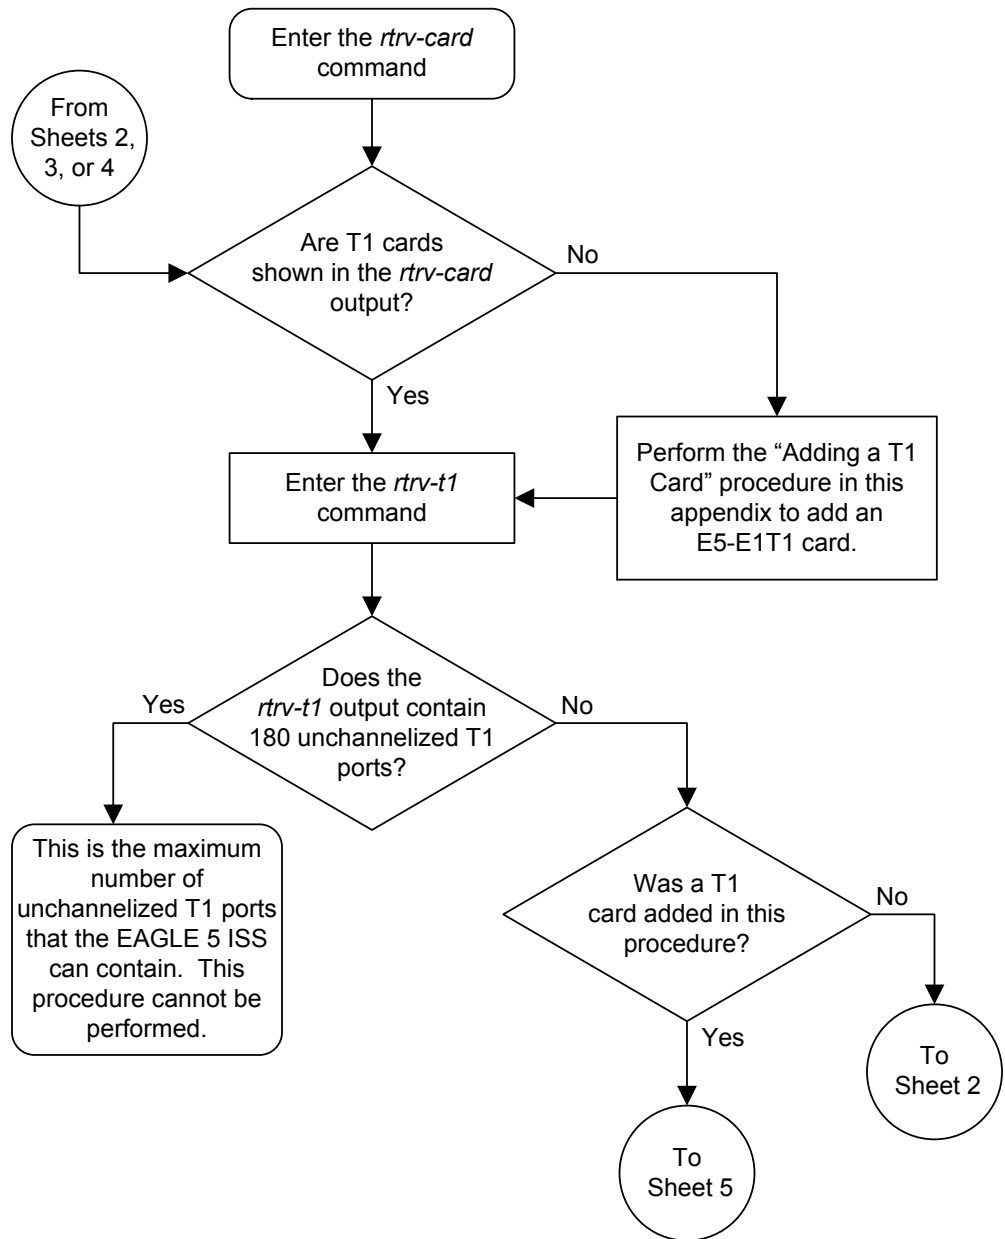 Enter the rtrv-card
command
From
Sheets 2,
3, or 4
Are T1 cards
shown in the rtrv-card
output?
No
Yes
Enter the rtrv-t1
command
Perform the “Adding a T1
Card” procedure in this
appendix to add an
E5-E1T1 card.
Does the
rtrv-t1 output contain
180 unchannelized T1
ports?
Yes
No
This is the maximum
number of
unchannelized T1 ports
that the EAGLE 5 ISS
can contain. This
procedure cannot be
performed.
Was a T1
card added in this
procedure?
No
Yes
To
Sheet 2
To
Sheet 5